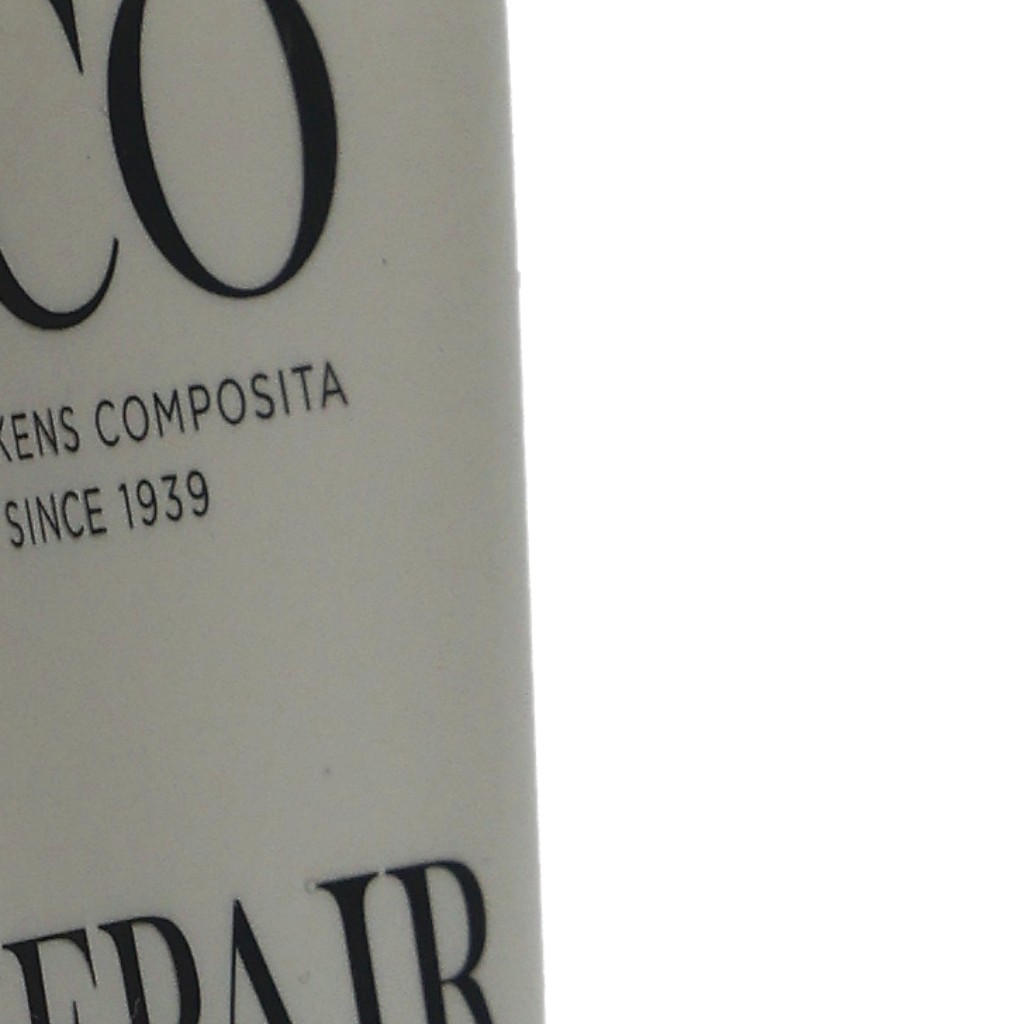 CO
KENS COMPOSITA
SINCE 1939
EPAIR